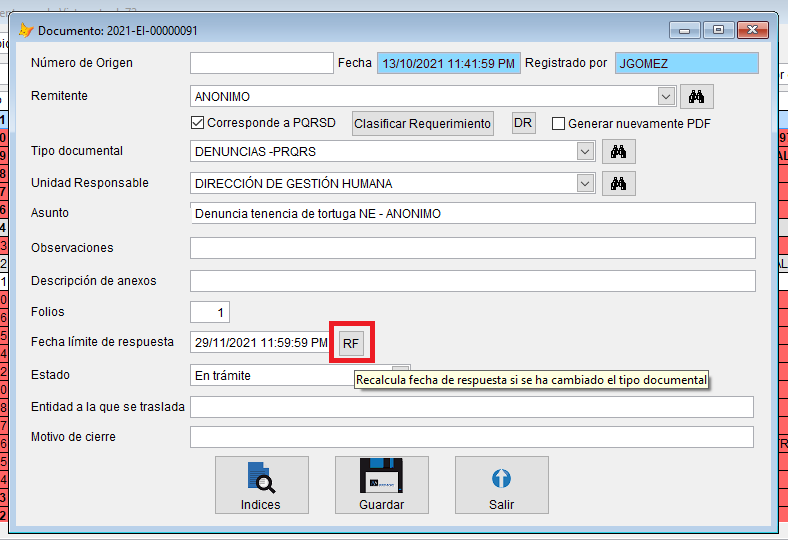 Documento: 2021-EI-00000091
Número de Origen Fecha 13/10/2021 11:41:59 PM Registrado por JGOMEZ
Remitente ANONIMO
Corresponde a PQRSD Clasificar Requerimiento DR Generar nuevamente PDF
Tipo documental DENUNCIAS -PRQRS
Unidad Responsable DIRECCIÓN DE GESTIÓN HUMANA
Asunto Denuncia tenencia de tortuga NE - ANONIMO
Observaciones
Descripción de anexos
Folios 1
Fecha límite de respuesta 29/11/2021 11:59:59 PM RF
Estado En trámite
Recalcula fecha de respuesta si se ha cambiado el tipo documental
Entidad a la que se traslada
Motivo de cierre
Indices Guardar Salir